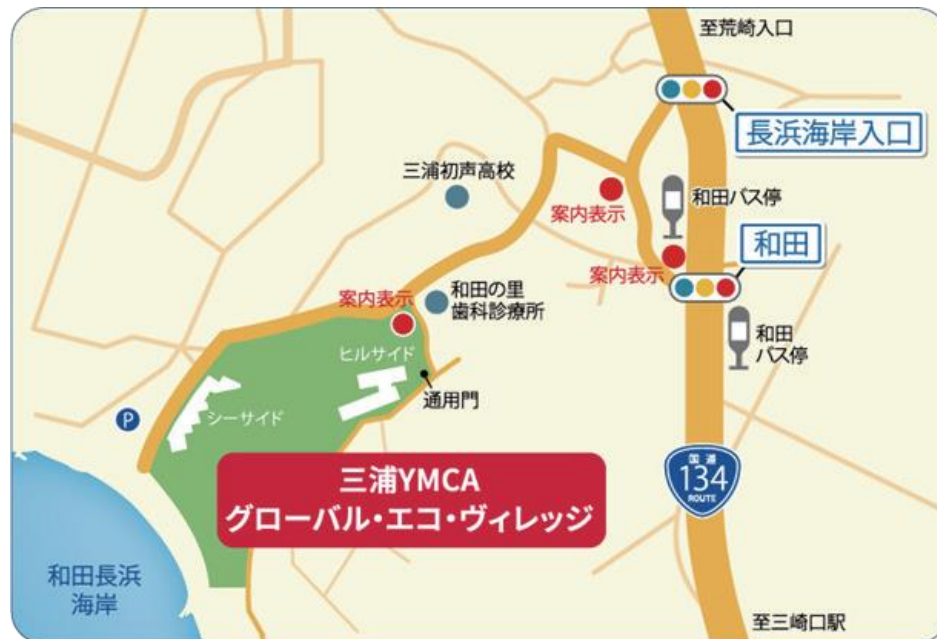 至荒崎入口
長浜海岸入口
三浦初声高校
案内表示
和田バス停
和田
案内表示
案内表示
和田の里
歯科診療所
和田
バス停
ヒルサイド
通用門
シーサイド
P
三浦YMCA
グローバル・エコ・ヴィレッジ
国道
134
ROUTE
和田長浜
海岸
至三崎口駅